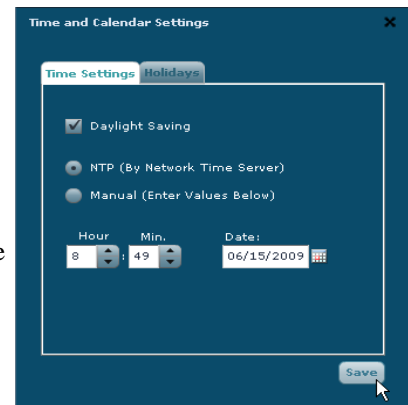 Time and Calendar Settings
Time Settings Holidays
Daylight Saving
NTP (By Network Time Server)
Manual (Enter Values Below)
Hour Min. Date:
8 : 49 06/15/2009
e
Save